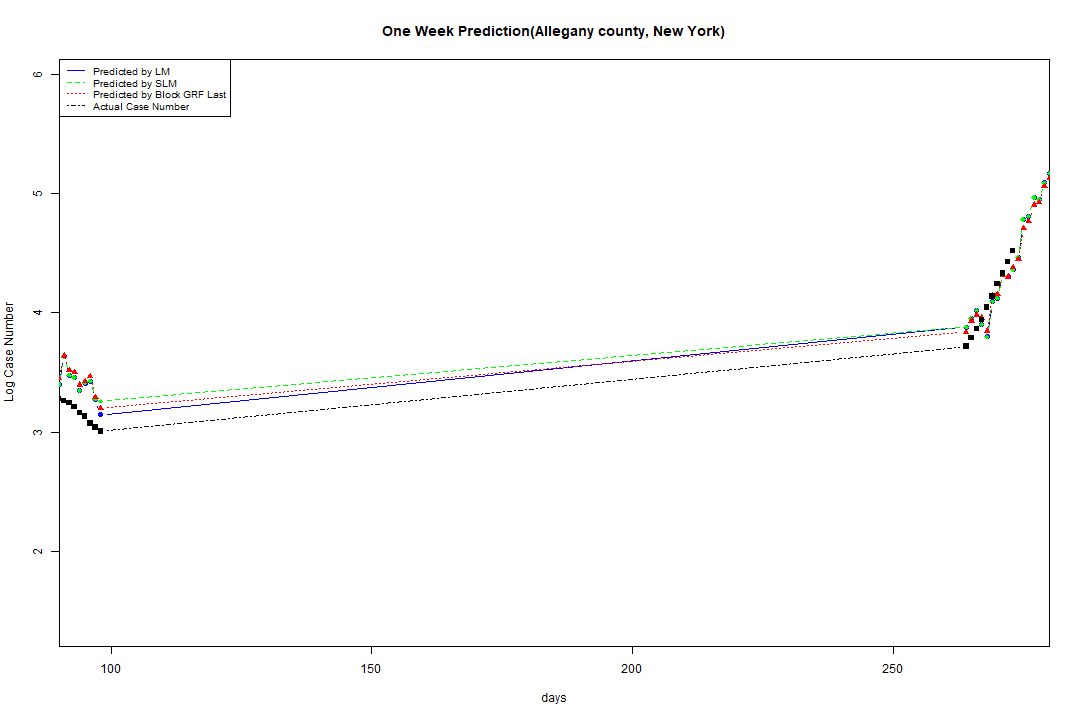 One Week Prediction(Allegany county, New York)
Predicted by LM
Predicted by SLM
Predicted by Block GRF Last
Actual Case Number
6
5
4
3
2
Log Case Number
100 150 200 250
days